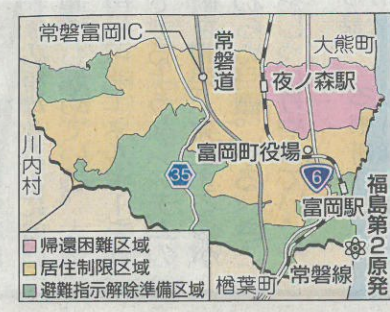 常磐富岡IC
常磐道
大熊町
夜ノ森駅
川内村
富岡町役場
35
6
富岡駅
福島第2原発
帰還困難区域
居住制限区域
避難指示解除準備区域
楢葉町
常磐線